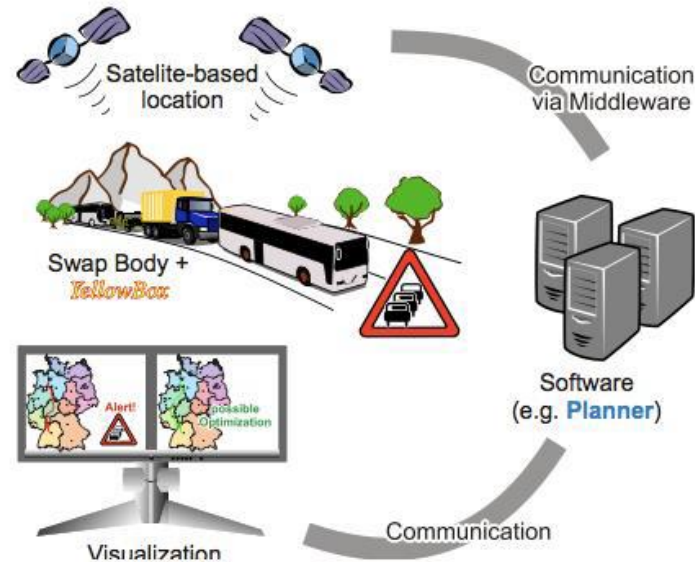 Satelite-based
location
Communication
via Middleware
Swap Body +
YellowBox
Software
(e.g. Planner)
Alert!
possible
Optimization
Communication
Visualization